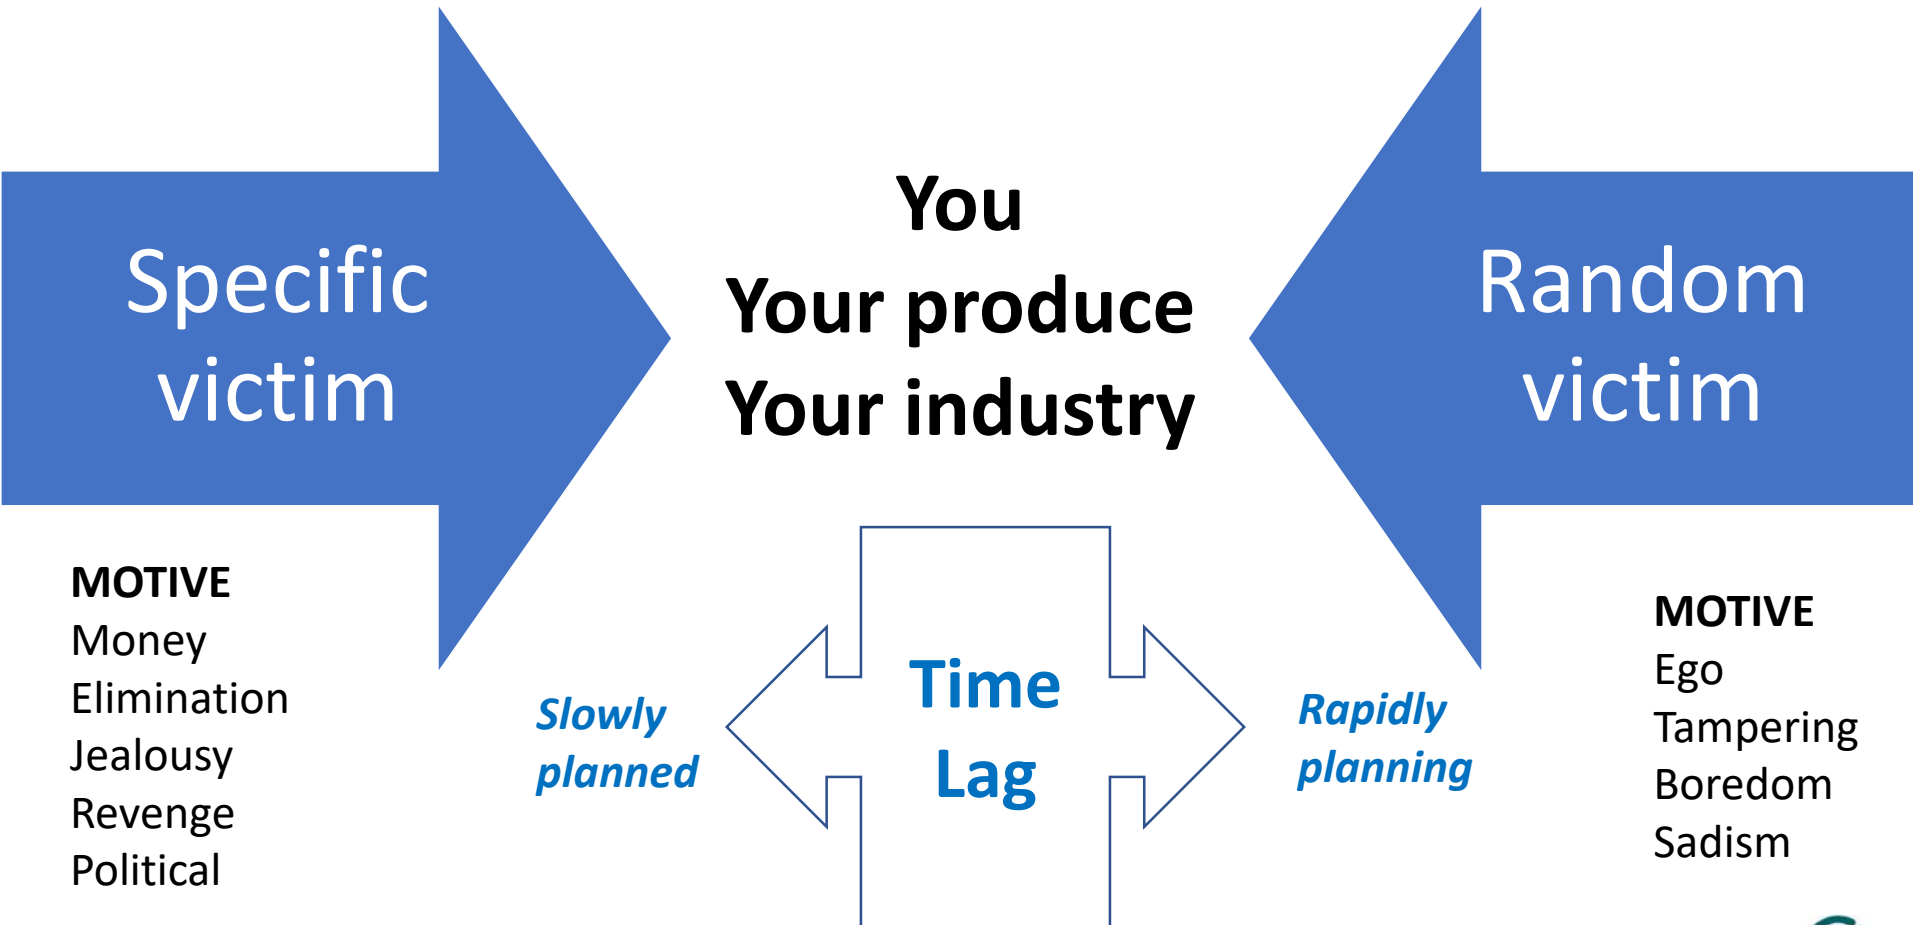 Specific
victim
You
Your produce
Your industry
Random
victim
MOTIVE
Money
Elimination
Jealousy
Revenge
Political
Slowly
planned
Time
Lag
Rapidly
planning
MOTIVE
Ego
Tampering
Boredom
Sadism